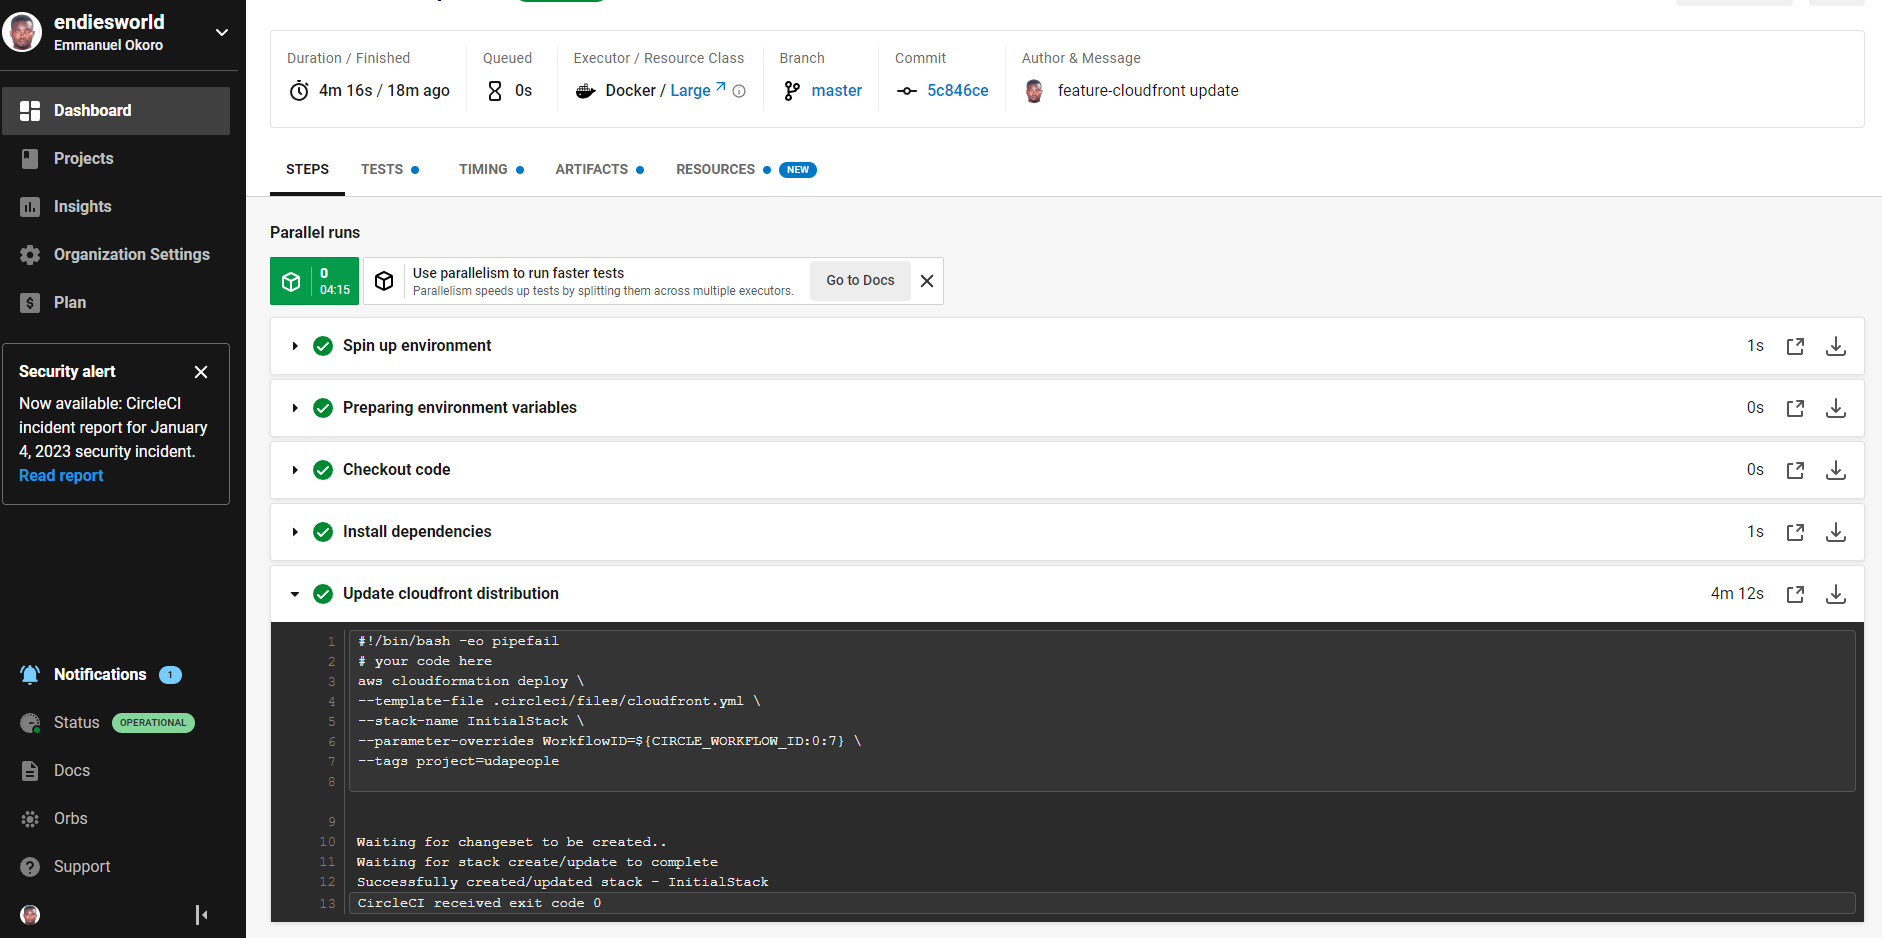 endiesworld
Emmanuel Okoro
Dashboard
Projects
Insights
Organization Settings
Plan
Security alert
Now available: CircleCI
incident report for January
4, 2023 security incident.
Read report
Notifications 1
Status OPERATIONAL
Docs
Orbs
Support
Duration / Finished
4m 16s / 18m ago
Queued
0s
Executor / Resource Class
Docker / Large
Branch
master
Commit
5c846ce
Author & Message
feature-cloudfront update
STEPS TESTS TIMING ARTIFACTS RESOURCES NEW
Parallel runs
0
04:15
Use parallelism to run faster tests
Parallelism speeds up tests by splitting them across multiple executors.
Go to Docs
Spin up environment 1s
Preparing environment variables 0s
Checkout code 0s
Install dependencies 1s
Update cloudfront distribution 4m 12s
1 #!/bin/bash -eo pipefail
2 # your code here
3 aws cloudformation deploy \
4 --template-file .circleci/files/cloudfront.yml \
5 --stack-name InitialStack \
6 --parameter-overrides WorkflowID=${CIRCLE_WORKFLOW_ID:0:7} \
7 --tags project=udapeople
8
9
10 Waiting for changeset to be created..
11 Waiting for stack create/update to complete
12 Successfully created/updated stack - InitialStack
13 CircleCI received exit code 0